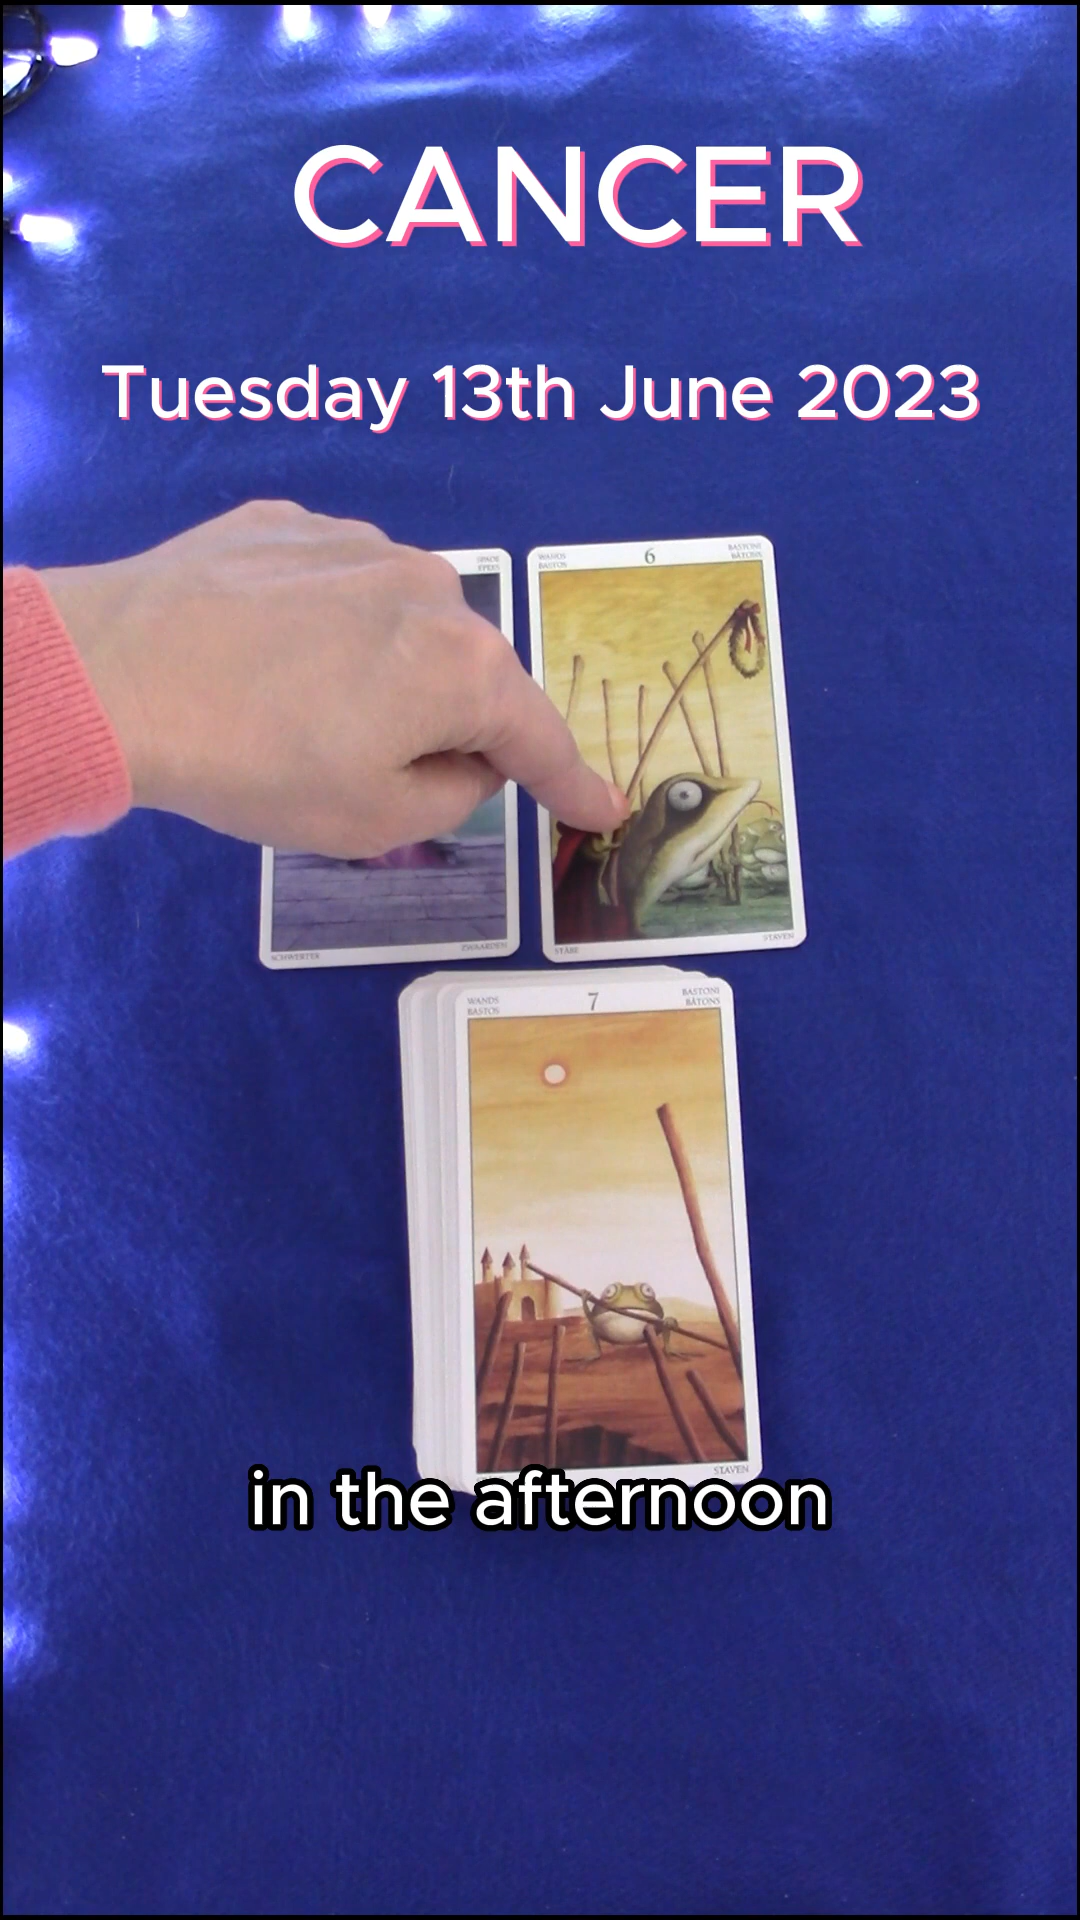 CANCER
Tuesday 13th June 2023
SPADE
EPEES
WANDS
BASTOS
6
BASTONI
BÂTONS
SCHWERTER
ZWAARDEN
STÄBE
STAVEN
WANDS
BASTOS
7
BASTONI
BÂTONS
STAVEN
in the afternoon